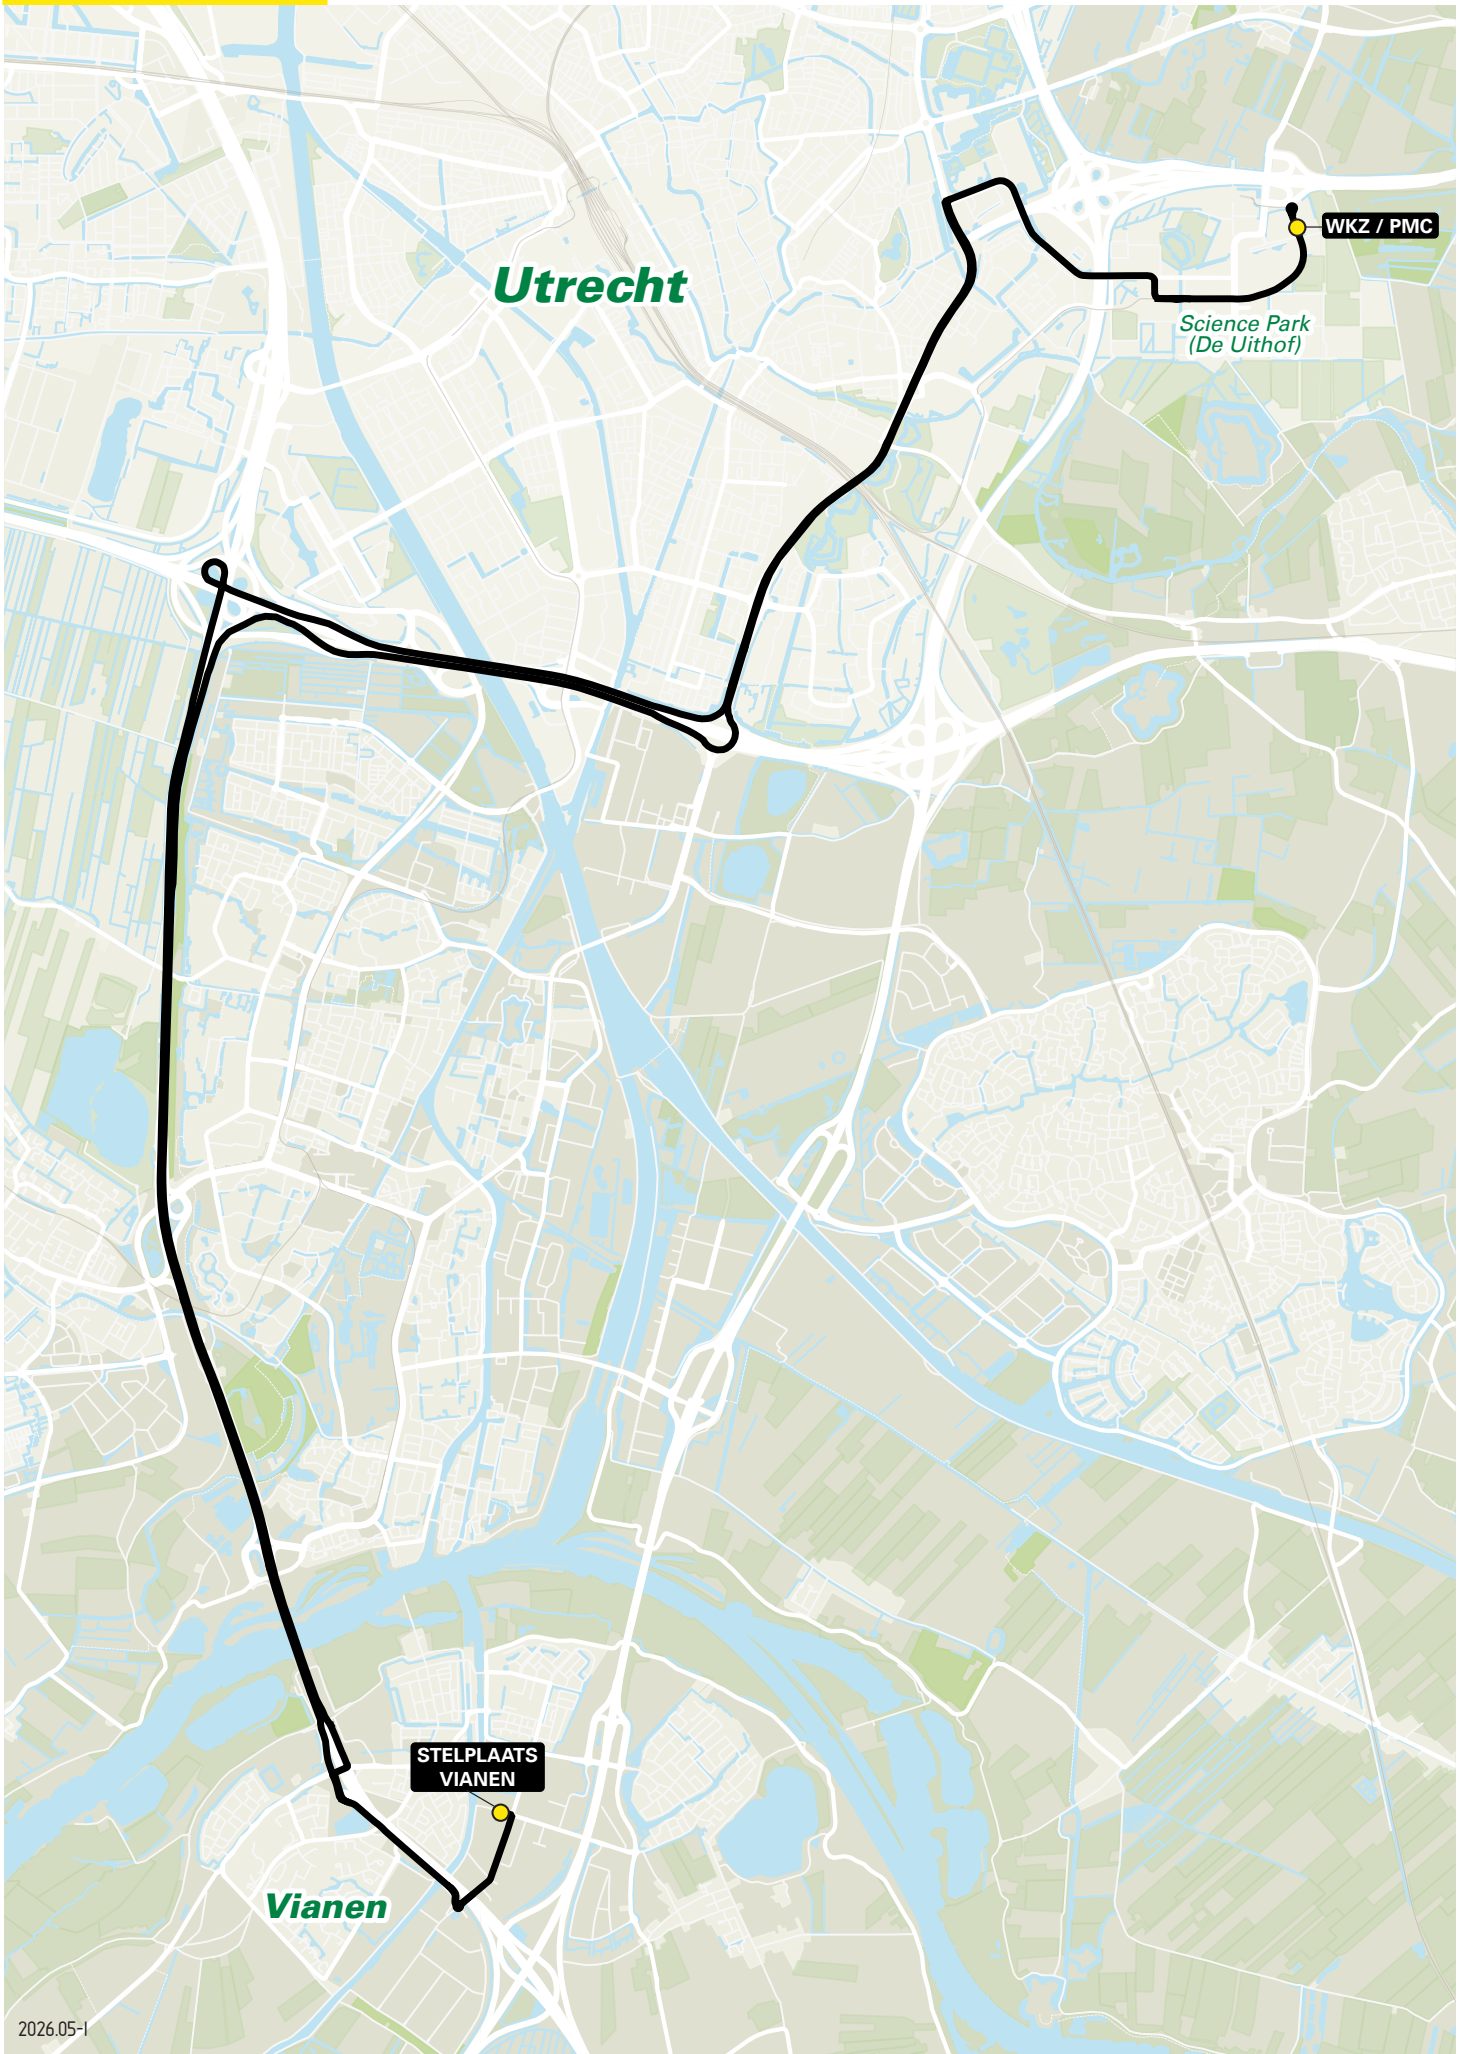 WKZ / PMC
Utrecht
Science Park
(De Uithof)
STELPLAATS
VIANEN
Vianen
2026.05-I